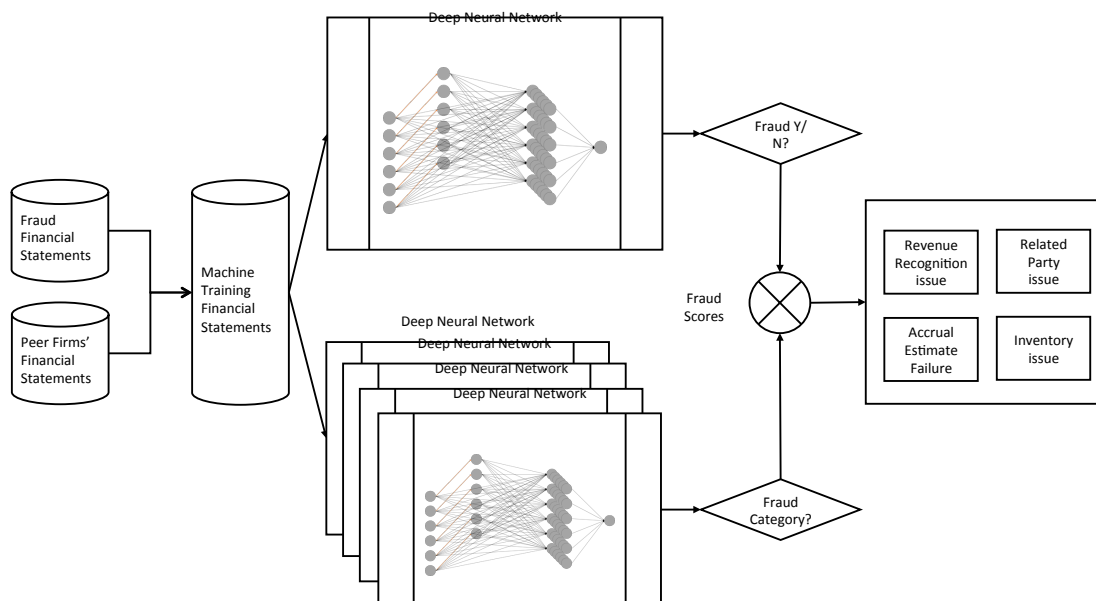 Deep Neural Network
Fraud Y/
N?
Fraud
Financial
Statements
Machine
Training
Financial
Statements
Peer Firms’
Financial
Statements
Revenue
Recognition
issue
Related
Party
issue
Fraud
Scores
Accrual
Estimate
Failure
Inventory
issue
Deep Neural Network
Deep Neural Network
Deep Neural Network
Deep Neural Network
Fraud
Category?